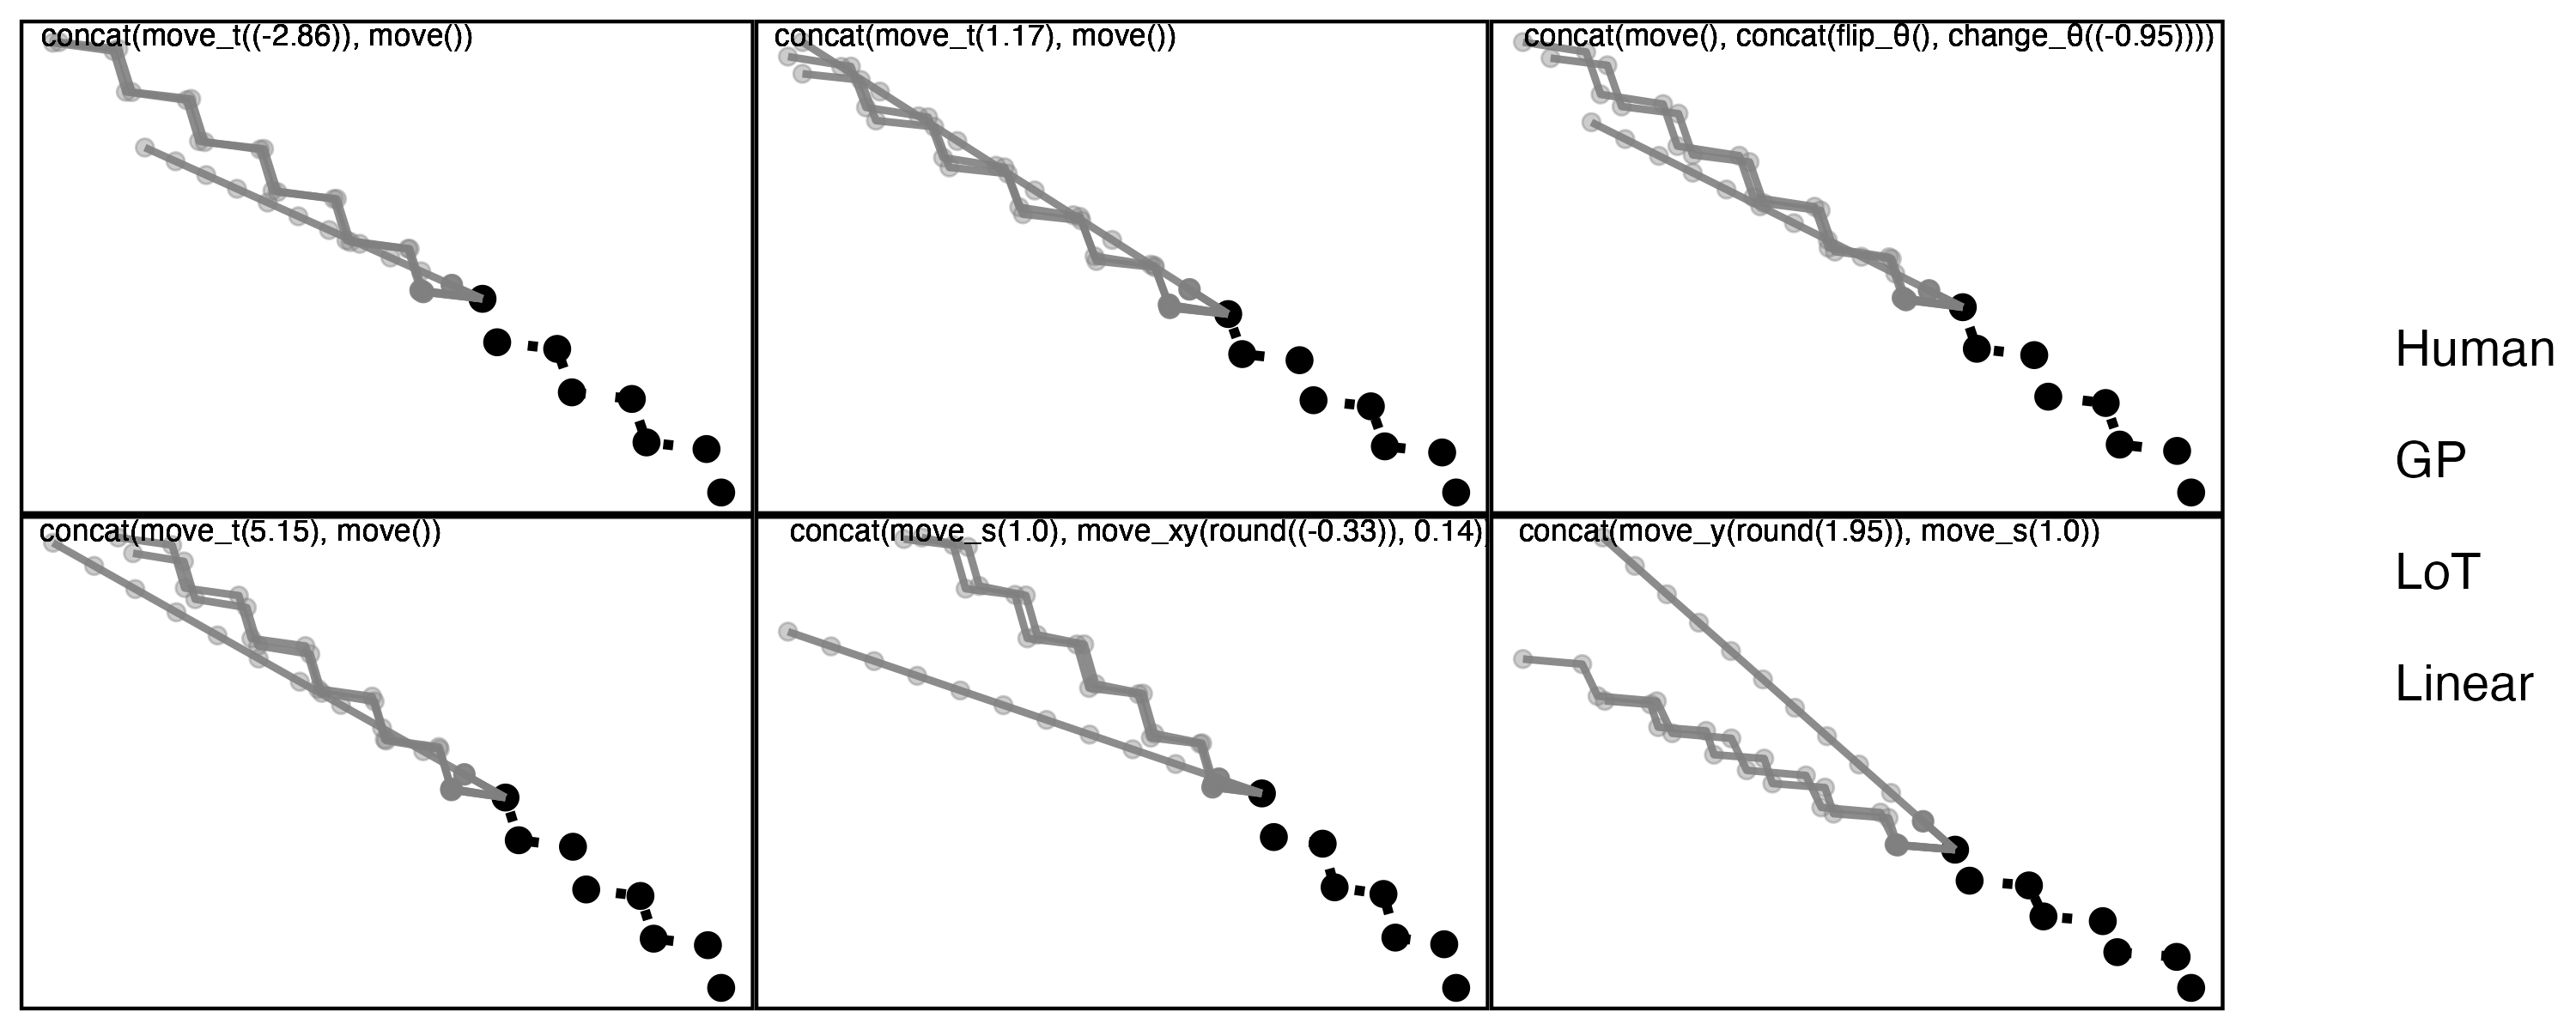 concat(move_t((-2.86)), move())
concat(move_t(1.17), move())
concat(move(), concat(flip_θ(), change_θ((-0.95))))
concat(move_t(5.15), move())
concat(move_s(1.0), move_xy(round((-0.33)), 0.14)
concat(move_y(round(1.95)), move_s(1.0))
Human
GP
LoT
Linear